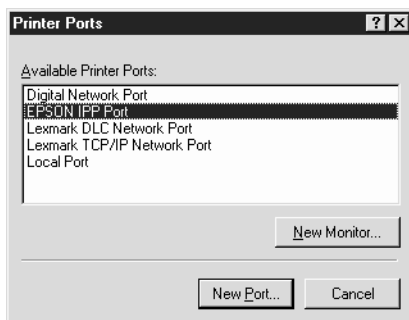 Printer Ports
Available Printer Ports:
Digital Network Port
EPSON IPP Port
Lexmark DLC Network Port
Lexmark TCP/IP Network Port
Local Port
New Monitor...
New Port...
Cancel